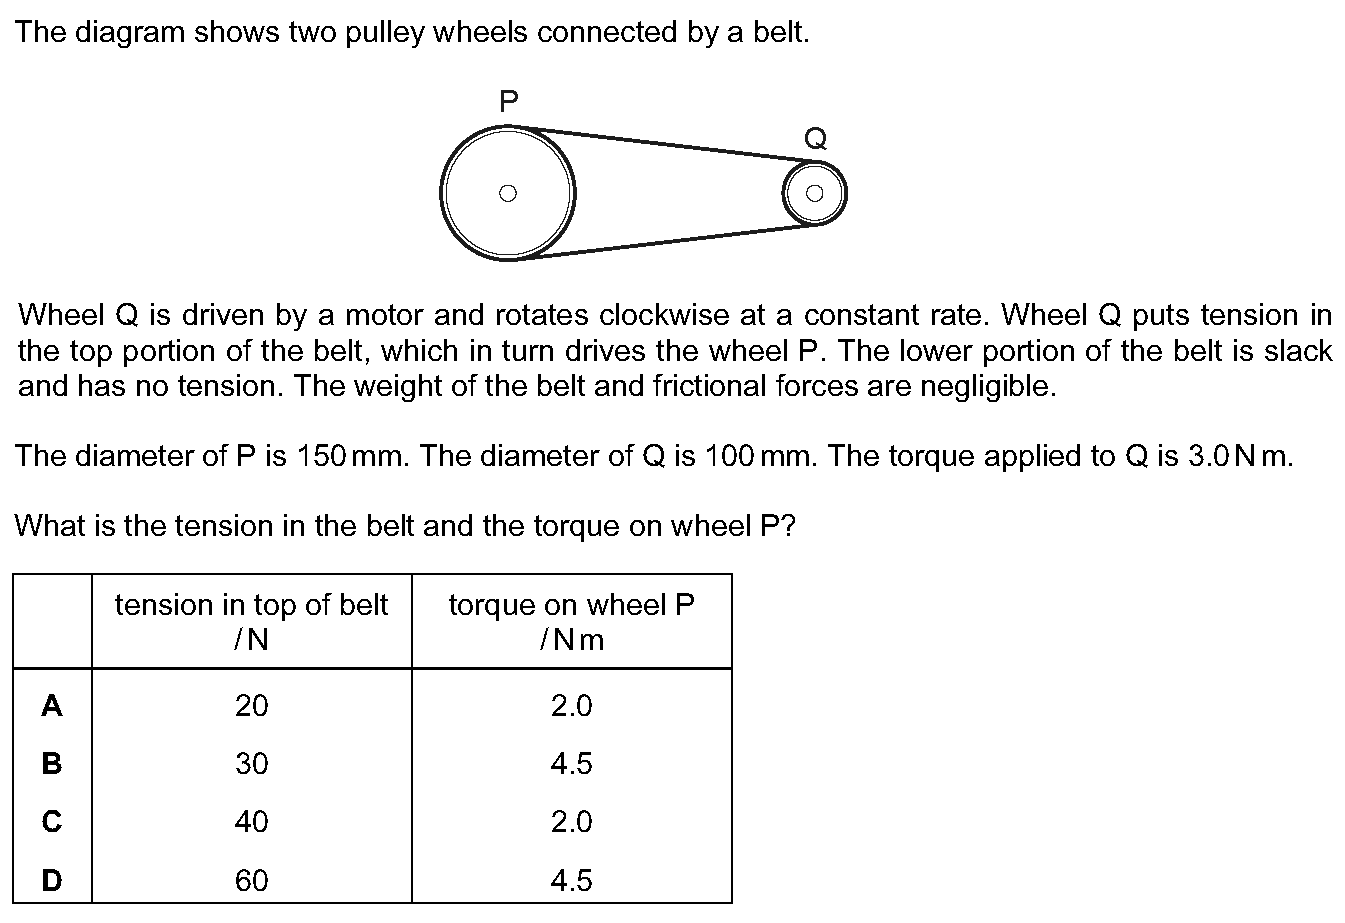 The diagram shows two pulley wheels connected by a belt.
P
Q
Wheel Q is driven by a motor and rotates clockwise at a constant rate. Wheel Q puts tension in
the top portion of the belt, which in turn drives the wheel P. The lower portion of the belt is slack
and has no tension. The weight of the belt and frictional forces are negligible.
The diameter of P is 150 mm. The diameter of Q is 100 mm. The torque applied to Q is 3.0 N m.
What is the tension in the belt and the torque on wheel P?
tension in top of belt torque on wheel P
/ N / N m
A 20 2.0
B 30 4.5
C 40 2.0
D 60 4.5